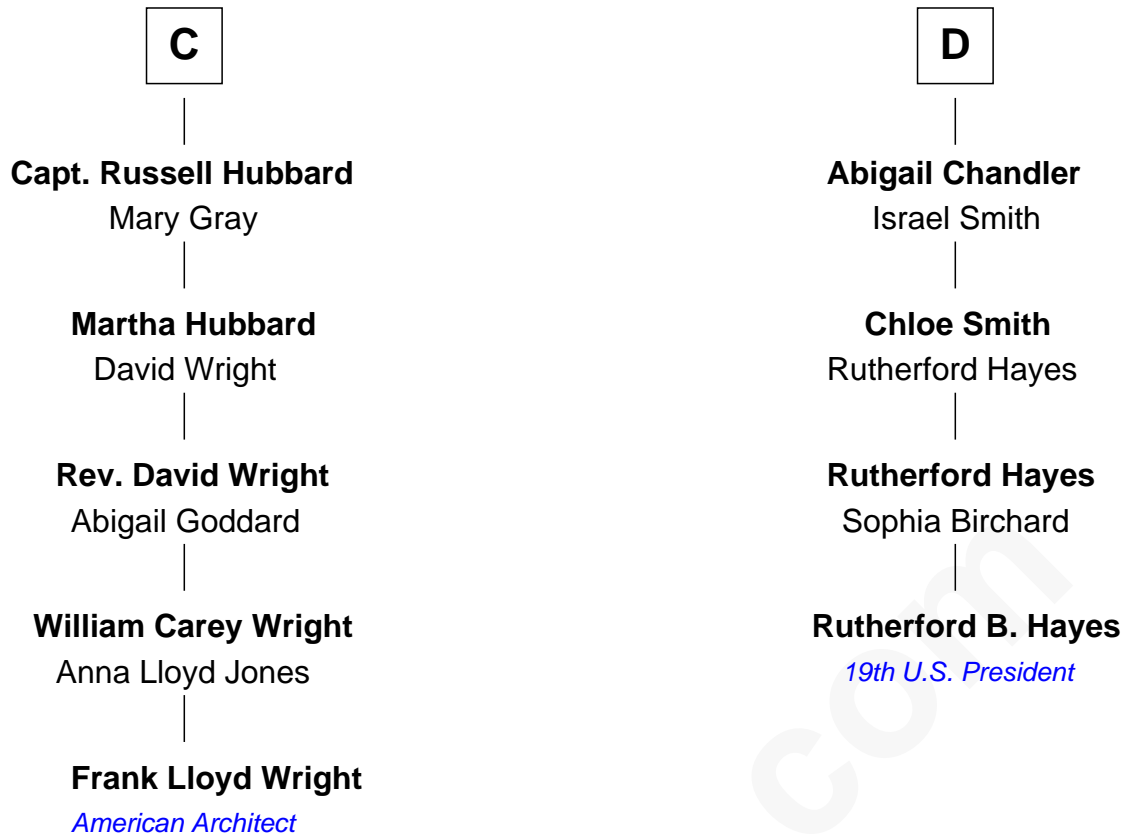 C
Capt. Russell Hubbard
Mary Gray
Martha Hubbard
David Wright
Rev. David Wright
Abigail Goddard
William Carey Wright
Anna Lloyd Jones
Frank Lloyd Wright
American Architect
D
Abigail Chandler
Israel Smith
Chloe Smith
Rutherford Hayes
Rutherford Hayes
Sophia Birchard
Rutherford B. Hayes
19th U.S. President
com